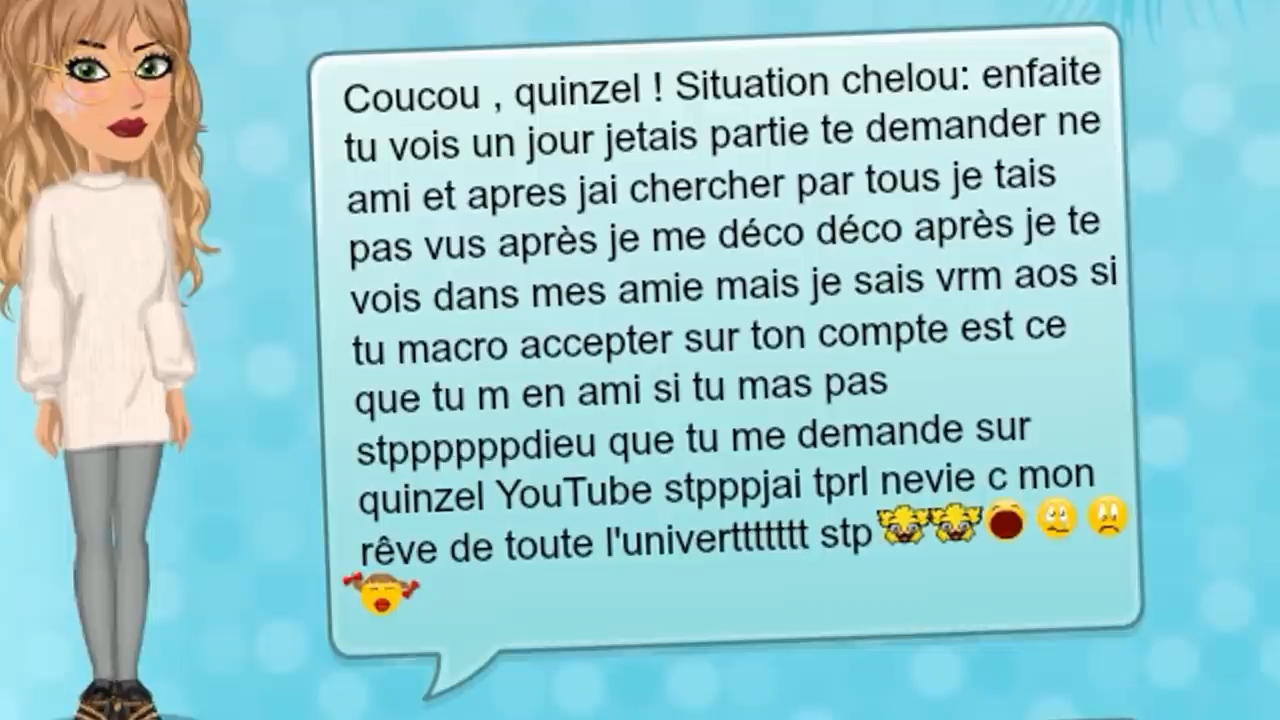 Coucou , quinzel ! Situation chelou: enfaite
tu vois un jour jetais partie te demander ne
ami et apres jai chercher par tous je tais
pas vus après je me déco déco après je te
vois dans mes amie mais je sais vrm aos si
tu macro accepter sur ton compte est ce
que tu m en ami si tu mas pas
stppppppdieu que tu me demande sur
quinzel YouTube stpppjai tprl nevie c mon
rêve de toute l'univerttttttt stp